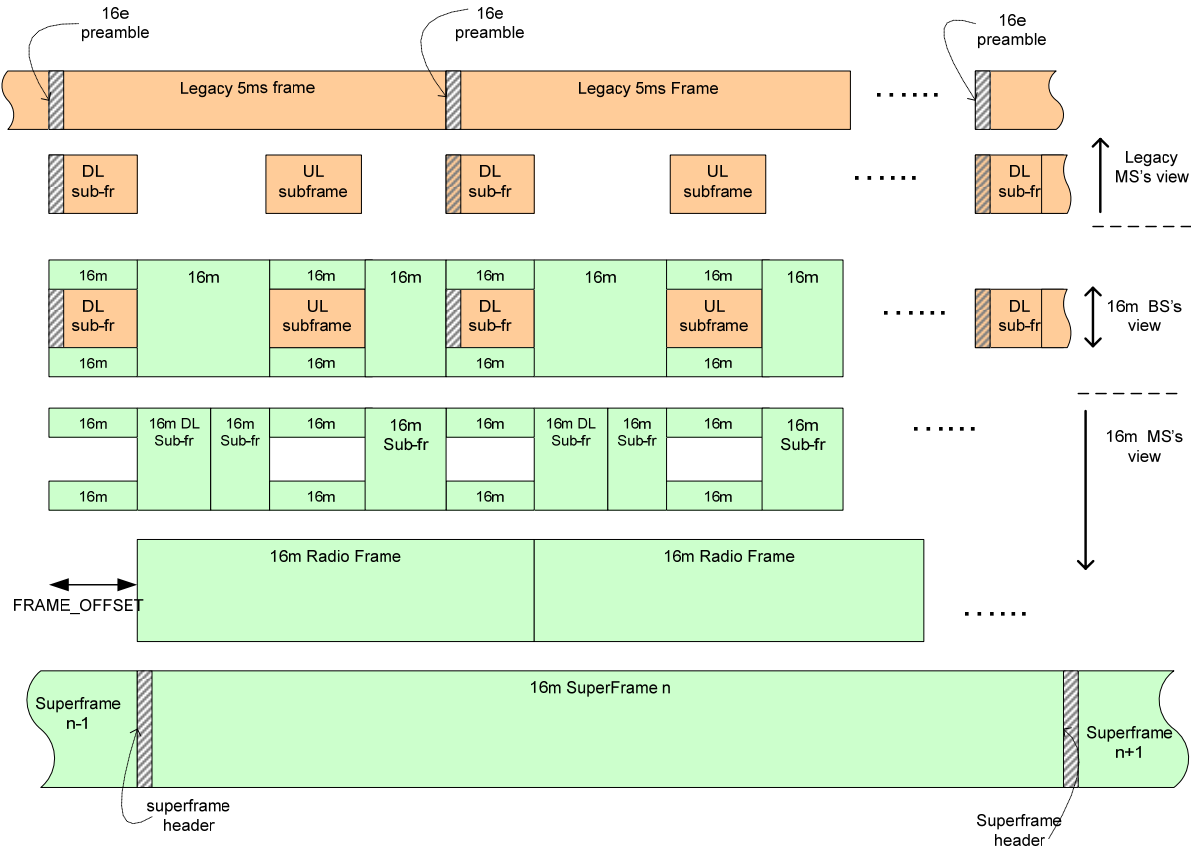 16e
preamble
16e
preamble
16e
preamble
Legacy 5ms frame
Legacy 5ms Frame
DL
sub-fr
UL
subframe
DL
sub-fr
UL
subframe
DL
sub-fr
Legacy
MS's view
16m
16m
16m
16m
16m
16m
16m
16m
DL
sub-fr
UL
subframe
DL
sub-fr
UL
subframe
DL
sub-fr
16m BS's
view
16m
16m
16m
16m
16m
16m DL
Sub-fr
16m
Sub-fr
16m
16m
Sub-fr
16m
16m DL
Sub-fr
16m
Sub-fr
16m
16m
Sub-fr
16m MS's
view
16m
16m
16m
16m
16m Radio Frame
16m Radio Frame
FRAME_OFFSET
16m SuperFrame n
Superframe
n-1
Superframe
n+1
superframe
header
Superframe
header